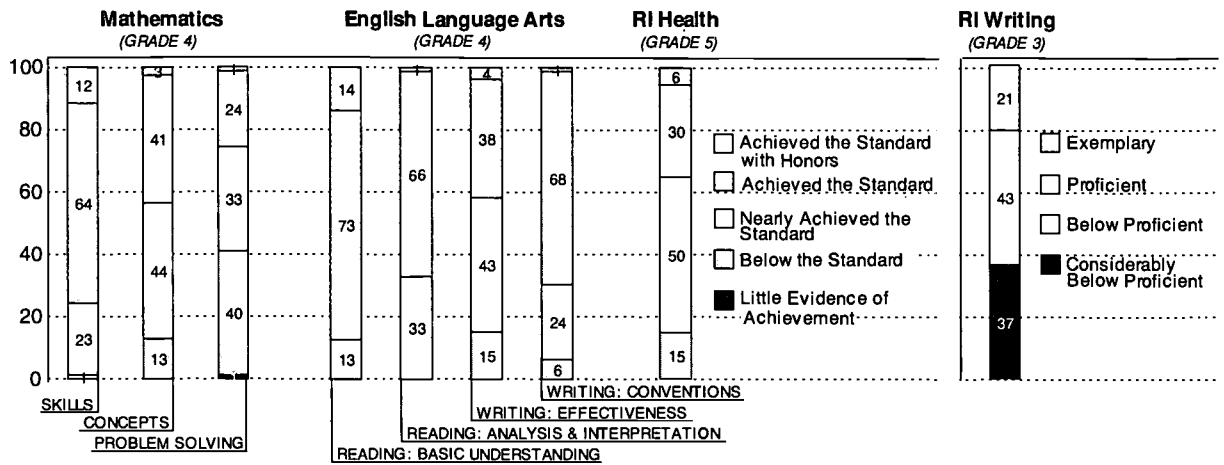 Mathematics
(GRADE 4)
English Language Arts
(GRADE 4)
RI Health
(GRADE 5)
RI Writing
(GRADE 3)
100
80
60
40
20
0
12
64
23
3
41
44
13
24
33
40
14
73
13
66
33
4
38
43
15
68
24
6
6
30
50
15
Achieved the Standard
with Honors
Achieved the Standard
Nearly Achieved the
Standard
Below the Standard
Little Evidence of
Achievement
21
43
37
Exemplary
Proficient
Below Proficient
Considerably
Below Proficient
SKILLS
CONCEPTS
PROBLEM SOLVING
WRITING: CONVENTIONS
WRITING: EFFECTIVENESS
READING: ANALYSIS & INTERPRETATION
READING: BASIC UNDERSTANDING